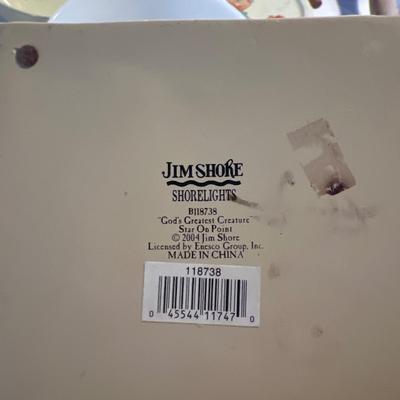 JIM SHORE
SHORELIGHTS
B118738
"God's Greatest Creature"
Star On Point
© 2004 Jim Shore
Licensed by Enesco Group, Inc.
MADE IN CHINA
118738
0 45544 11747 0